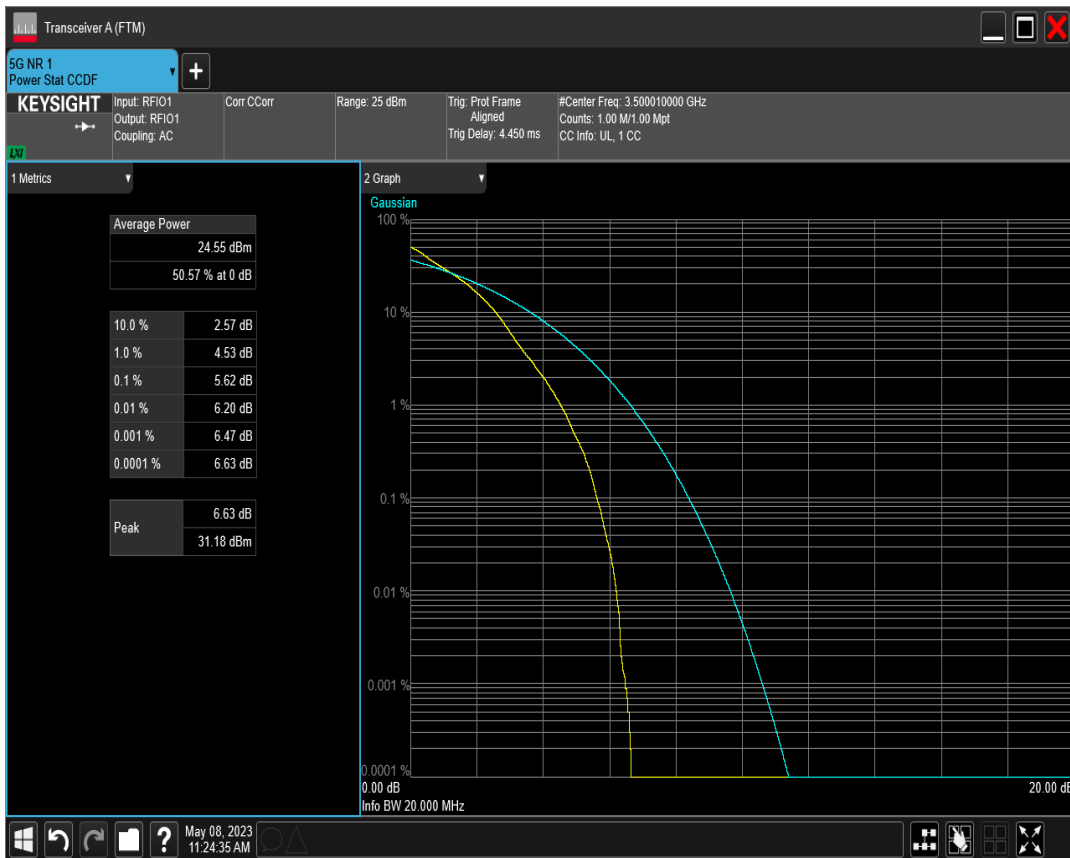 Transceiver A (FTM)
5G NR 1
Power Stat CCDF
+
KEYSIGHT
LXI
Input: RFIO1
Output: RFIO1
Coupling: AC
Corr CCorr
Range: 25 dBm
Trig: Prot Frame
Aligned
Trig Delay: 4.450 ms
#Center Freq: 3.500010000 GHz
Counts: 1.00 M/1.00 Mpt
CC Info: UL, 1 CC
1 Metrics
Average Power
24.55 dBm
50.57 % at 0 dB
10.0 % 2.57 dB
1.0 % 4.53 dB
0.1 % 5.62 dB
0.01 % 6.20 dB
0.001 % 6.47 dB
0.0001 % 6.63 dB
Peak
6.63 dB
31.18 dBm
2 Graph
Gaussian
100 %
10 %
1 %
0.1 %
0.01 %
0.001 %
0.0001 %
0.00 dB 20.00 dB
Info BW 20.000 MHz
?
May 08, 2023
11:24:35 AM